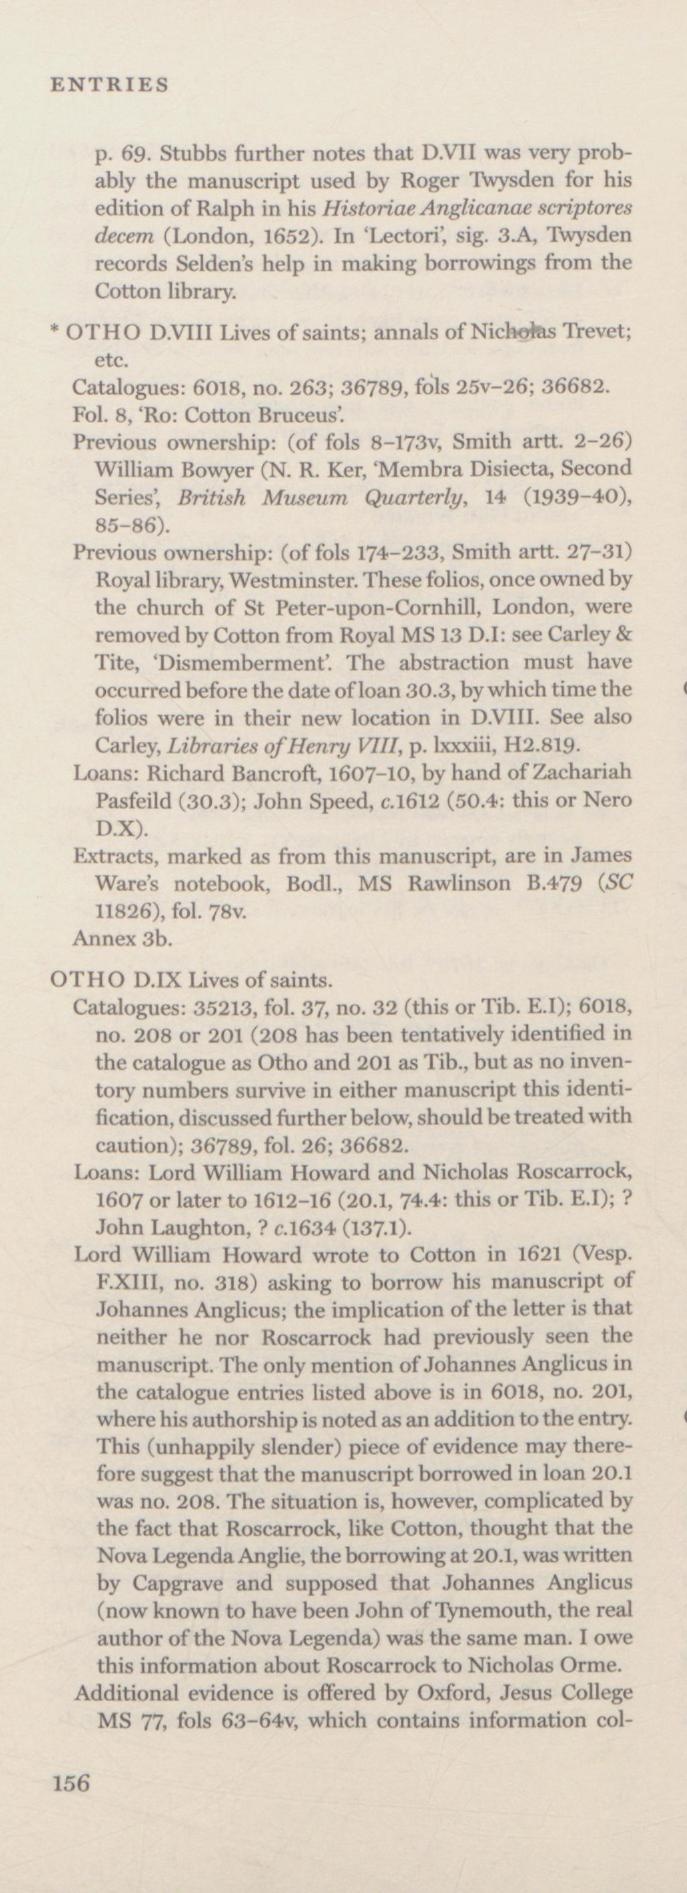 ENTRIES
p. 69. Stubbs further notes that D.VII was very prob-
ably the manuscript used by Roger Twysden for his
edition of Ralph in his Historiae Anglicanae scriptores
decem (London, 1652). In ‘Lectori’, sig. 3.A, Twysden
records Selden’s help in making borrowings from the
Cotton library.
* OTHO D.VIII Lives of saints; annals of Nicholas Trevet;
etc.
Catalogues: 6018, no. 263; 36789, fols 25v–26; 36682.
Fol. 8, ‘Ro: Cotton Bruceus’.
Previous ownership: (of fols 8–173v, Smith artt. 2–26)
William Bowyer (N. R. Ker, ‘Membra Disiecta, Second
Series’, British Museum Quarterly, 14 (1939–40),
85–86).
Previous ownership: (of fols 174–233, Smith artt. 27–31)
Royal library, Westminster. These folios, once owned by
the church of St Peter-upon-Cornhill, London, were
removed by Cotton from Royal MS 13 D.I: see Carley &
Tite, ‘Dismemberment’. The abstraction must have
occurred before the date of loan 30.3, by which time the
folios were in their new location in D.VIII. See also
Carley, Libraries of Henry VIII, p. lxxxiii, H2.819.
Loans: Richard Bancroft, 1607–10, by hand of Zachariah
Pasfeild (30.3); John Speed, c.1612 (50.4: this or Nero
D.X).
Extracts, marked as from this manuscript, are in James
Ware’s notebook, Bodl., MS Rawlinson B.479 (SC
11826), fol. 78v.
Annex 3b.
OTHO D.IX Lives of saints.
Catalogues: 35213, fol. 37, no. 32 (this or Tib. E.I); 6018,
no. 208 or 201 (208 has been tentatively identified in
the catalogue as Otho and 201 as Tib., but as no inven-
tory numbers survive in either manuscript this identi-
fication, discussed further below, should be treated with
caution); 36789, fol. 26; 36682.
Loans: Lord William Howard and Nicholas Roscarrock,
1607 or later to 1612–16 (20.1, 74.4: this or Tib. E.I); ?
John Laughton, ? c.1634 (137.1).
Lord William Howard wrote to Cotton in 1621 (Vesp.
F.XIII, no. 318) asking to borrow his manuscript of
Johannes Anglicus; the implication of the letter is that
neither he nor Roscarrock had previously seen the
manuscript. The only mention of Johannes Anglicus in
the catalogue entries listed above is in 6018, no. 201,
where his authorship is noted as an addition to the entry.
This (unhappily slender) piece of evidence may there-
fore suggest that the manuscript borrowed in loan 20.1
was no. 208. The situation is, however, complicated by
the fact that Roscarrock, like Cotton, thought that the
Nova Legenda Anglie, the borrowing at 20.1, was written
by Capgrave and supposed that Johannes Anglicus
(now known to have been John of Tynemouth, the real
author of the Nova Legenda) was the same man. I owe
this information about Roscarrock to Nicholas Orme.
Additional evidence is offered by Oxford, Jesus College
MS 77, fols 63–64v, which contains information col-
156